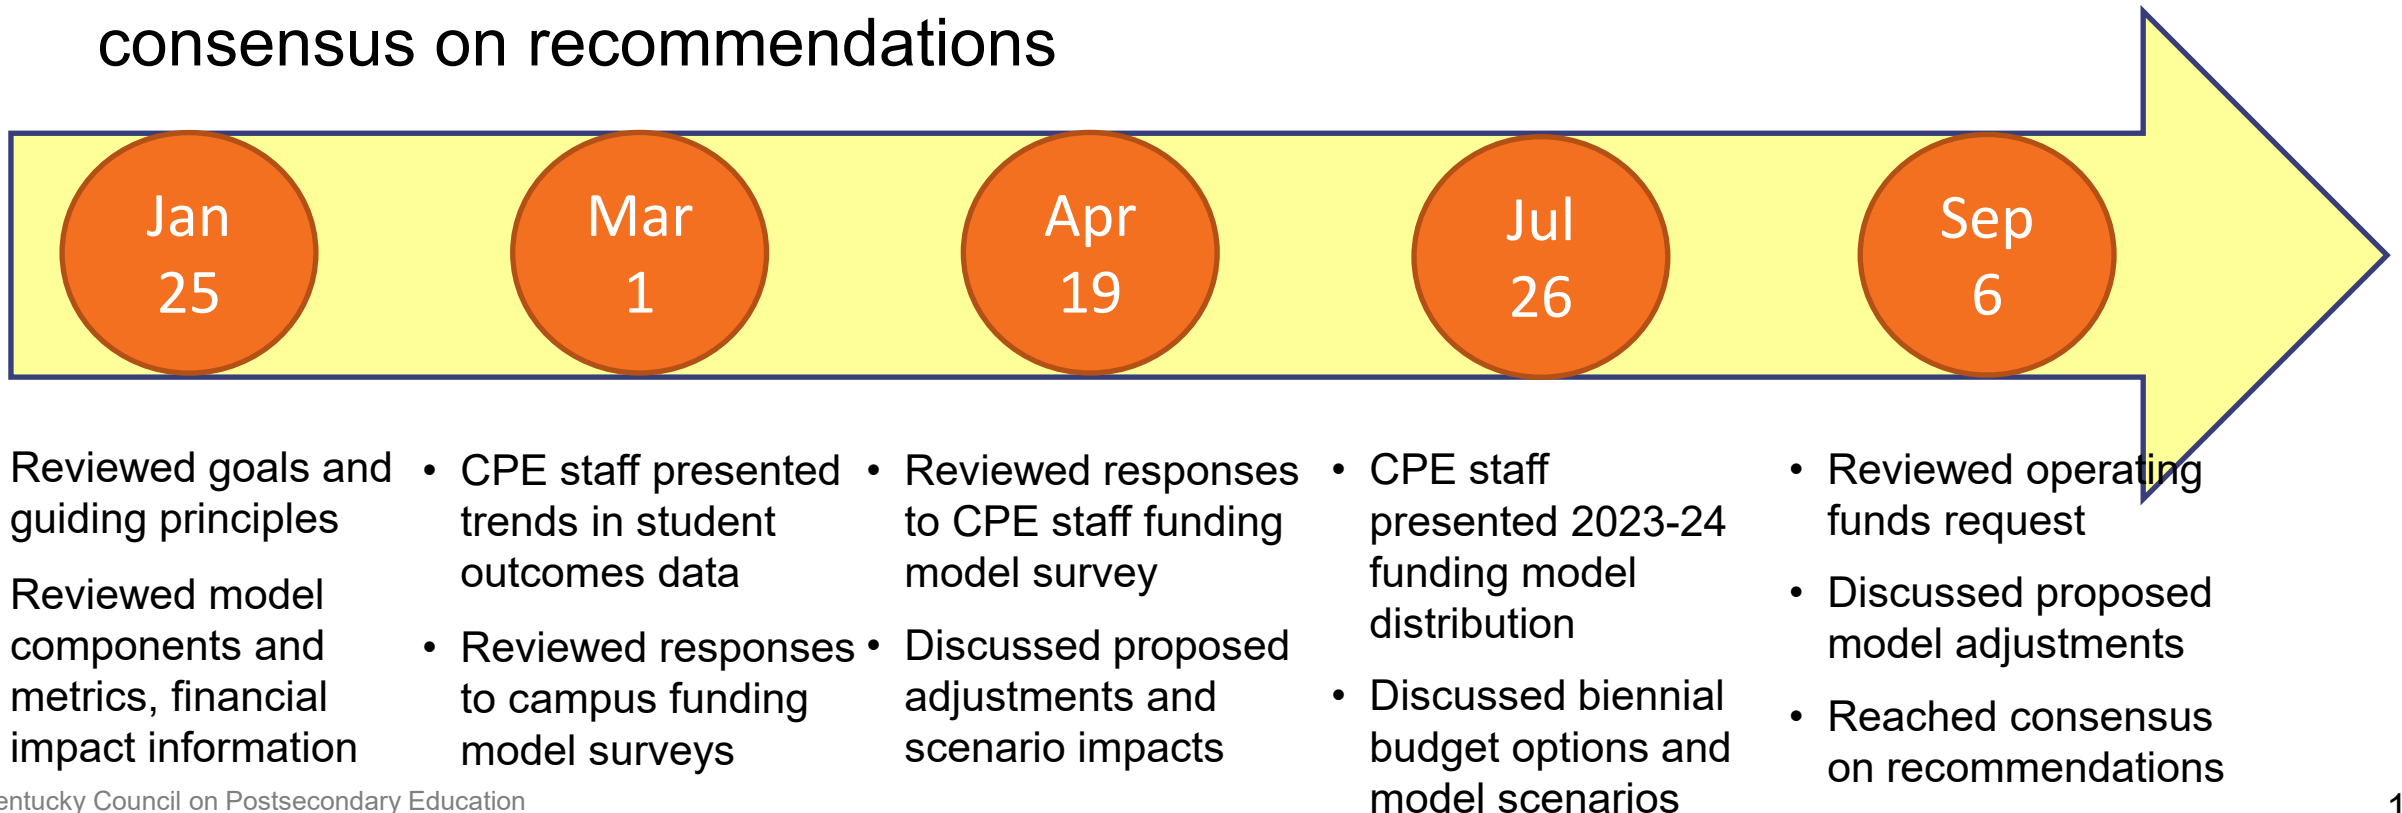 consensus on recommendations
Jan
25
Mar
1
Apr
19
Jul
26
Sep
6
Reviewed goals and
guiding principles
Reviewed model
components and
metrics, financial
impact information
• CPE staff presented
trends in student
outcomes data
• Reviewed responses
to campus funding
model surveys
• Reviewed responses
to CPE staff funding
model survey
• Discussed proposed
adjustments and
scenario impacts
• CPE staff
presented 2023-24
funding model
distribution
• Discussed biennial
budget options and
model scenarios
• Reviewed operating
funds request
• Discussed proposed
model adjustments
• Reached consensus
on recommendations
entucky Council on Postsecondary Education
1